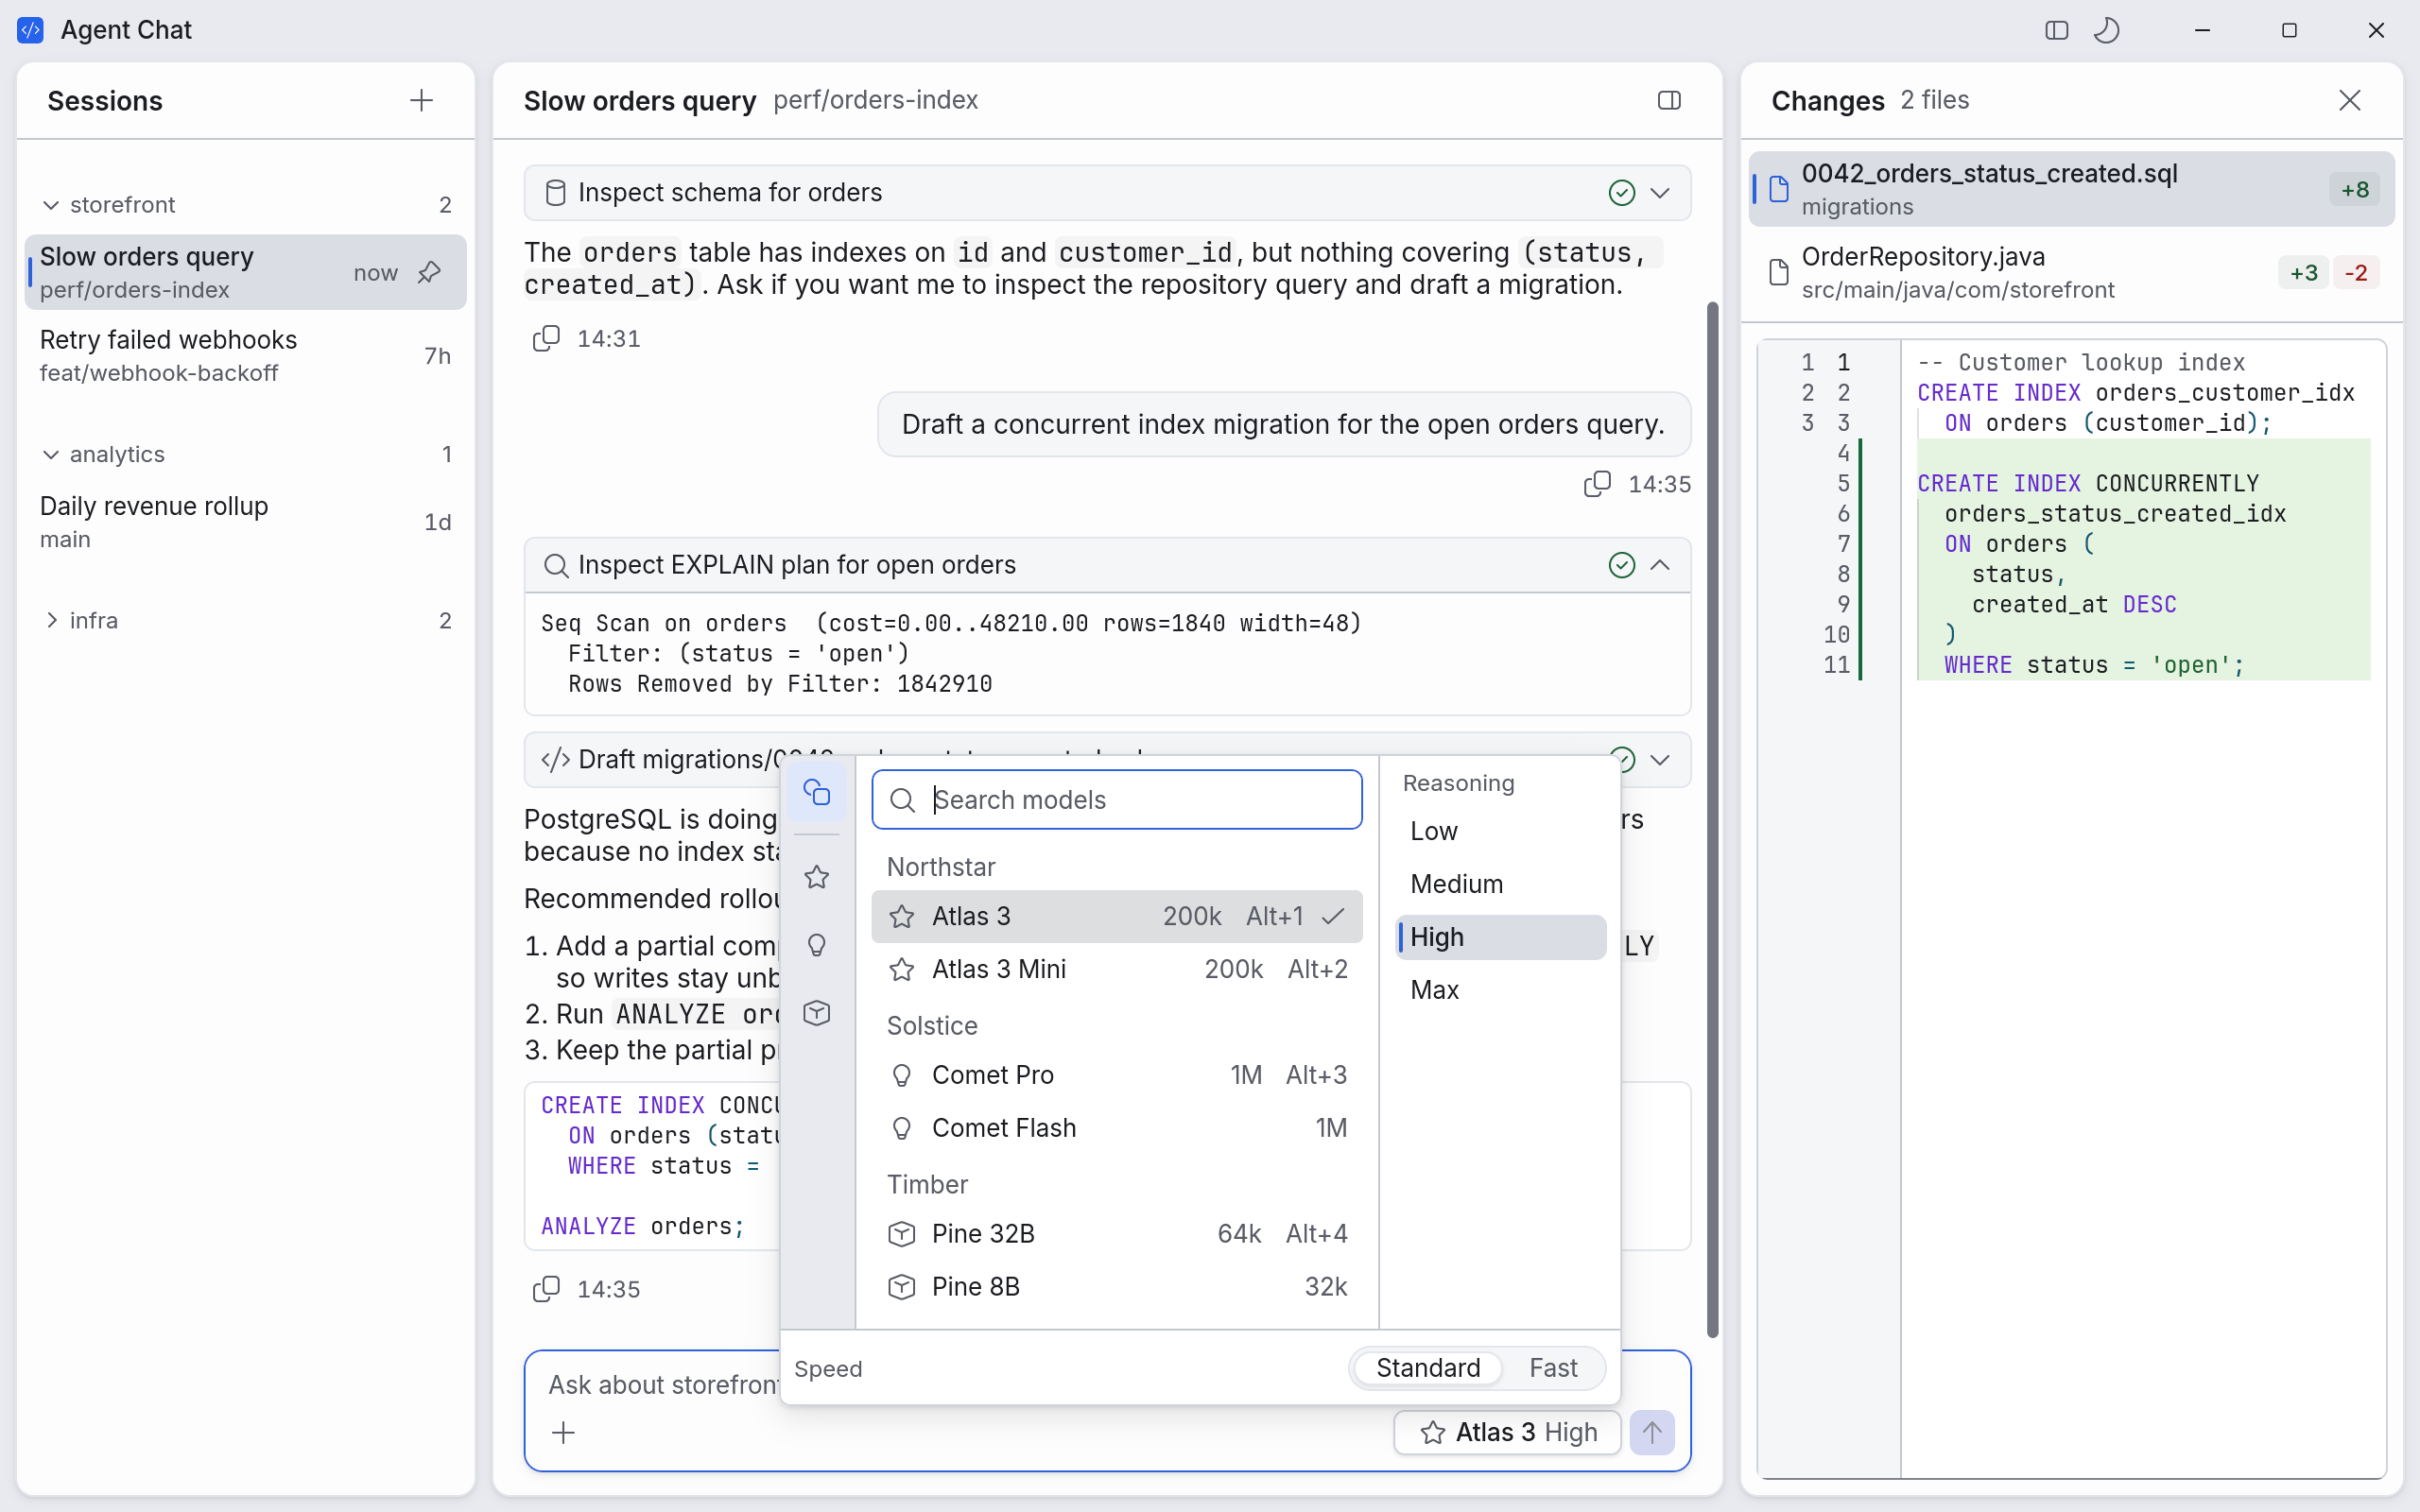 Agent Chat
Sessions
storefront 2
Slow orders query
perf/orders-index
now
Retry failed webhooks
feat/webhook-backoff
7h
analytics 1
Daily revenue rollup
main
1d
infra 2
Slow orders query perf/orders-index
Inspect schema for orders
The orders table has indexes on id and customer_id, but nothing covering (status,
created_at). Ask if you want me to inspect the repository query and draft a migration.
14:31
Draft a concurrent index migration for the open orders query.
14:35
Inspect EXPLAIN plan for open orders
Seq Scan on orders  (cost=0.00..48210.00 rows=1840 width=48)
  Filter: (status = 'open')
  Rows Removed by Filter: 1842910
Draft
PostgreSQL is doing
because no index
Recommended
1. Add a partial
so writes stay
2. Run ANALYZE
3. Keep the partial
CREATE INDEX
  ON orders
  WHERE status =
ANALYZE orders;
14:35
Search models
Northstar
Atlas 3 200k Alt+1
Atlas 3 Mini 200k Alt+2
Solstice
Comet Pro 1M Alt+3
Comet Flash 1M
Timber
Pine 32B 64k Alt+4
Pine 8B 32k
Reasoning
Low
Medium
High
Max
Speed Standard Fast
Ask about
Atlas 3 High
Changes 2 files
0042_orders_status_created.sql
migrations
+8
OrderRepository.java
src/main/java/com/storefront
+3 -2
1 1 -- Customer lookup index
2 2 CREATE INDEX orders_customer_idx
3 3   ON orders (customer_id);
4
5 CREATE INDEX CONCURRENTLY
6   orders_status_created_idx
7   ON orders (
8     status,
9     created_at DESC
10   )
11   WHERE status = 'open';